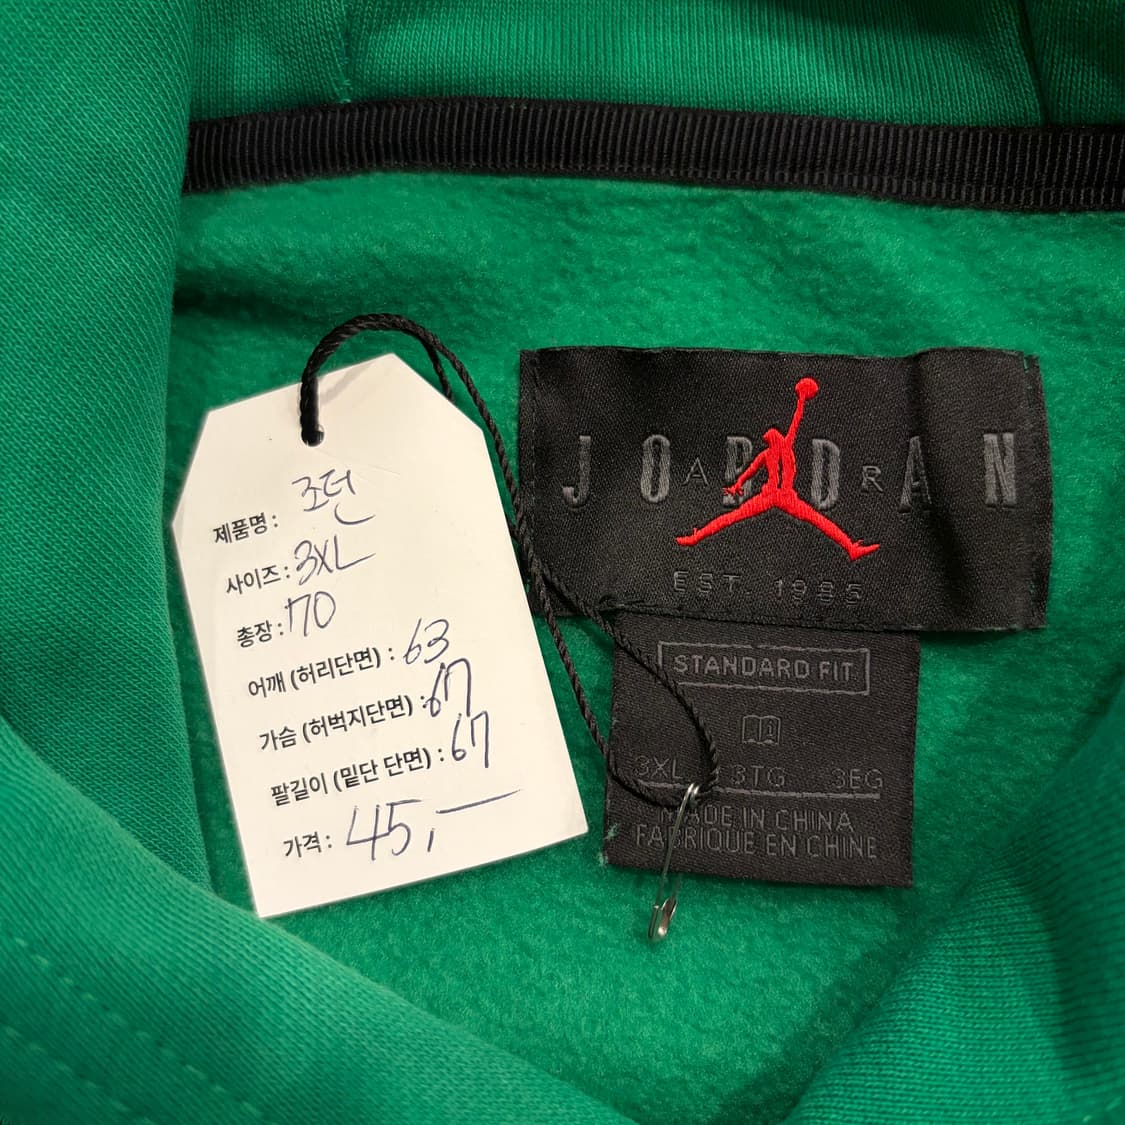 제품명 : 조던
사이즈 : 3XL
총장 : 70
어깨 (허리단면) : 63
가슴 (허벅지단면) : 67
팔길이 (밑단 단면) : 67
가격 : 45,—
JORDAN
AIR
EST 1985
STANDARD FIT
3XL 3TG 3EG
MADE IN CHINA
FABRIQUE EN CHINE